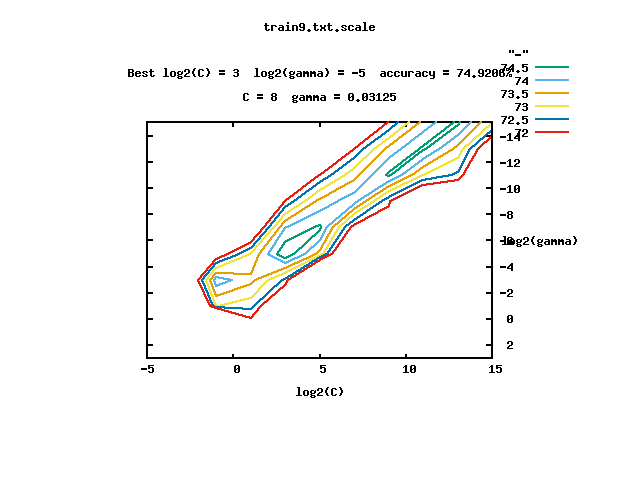 train9.txt.scale
"-"
Best log2(C) = 3  log2(gamma) = -5  accuracy = 74.9206%
74.5
74
C = 8  gamma = 0.03125
73.5
73
72.5
72
-14
-12
-10
-8
-6
log2(gamma)
-4
-2
0
2
-5 0 5 10 15
log2(C)